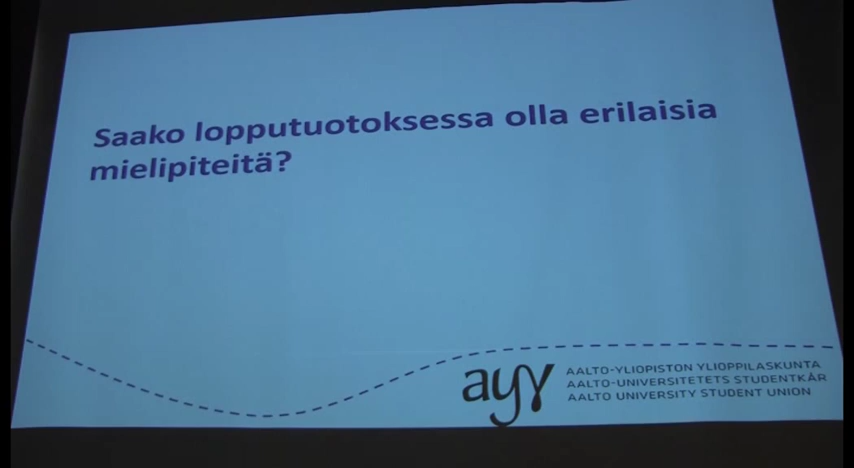 Saako lopputuotoksessa olla erilaisia
mielipiteitä?
ayy
AALTO-YLIOPISTON YLIOPPILASKUNTA
AALTO-UNIVERSITETETS STUDENTKÅR
AALTO UNIVERSITY STUDENT UNION